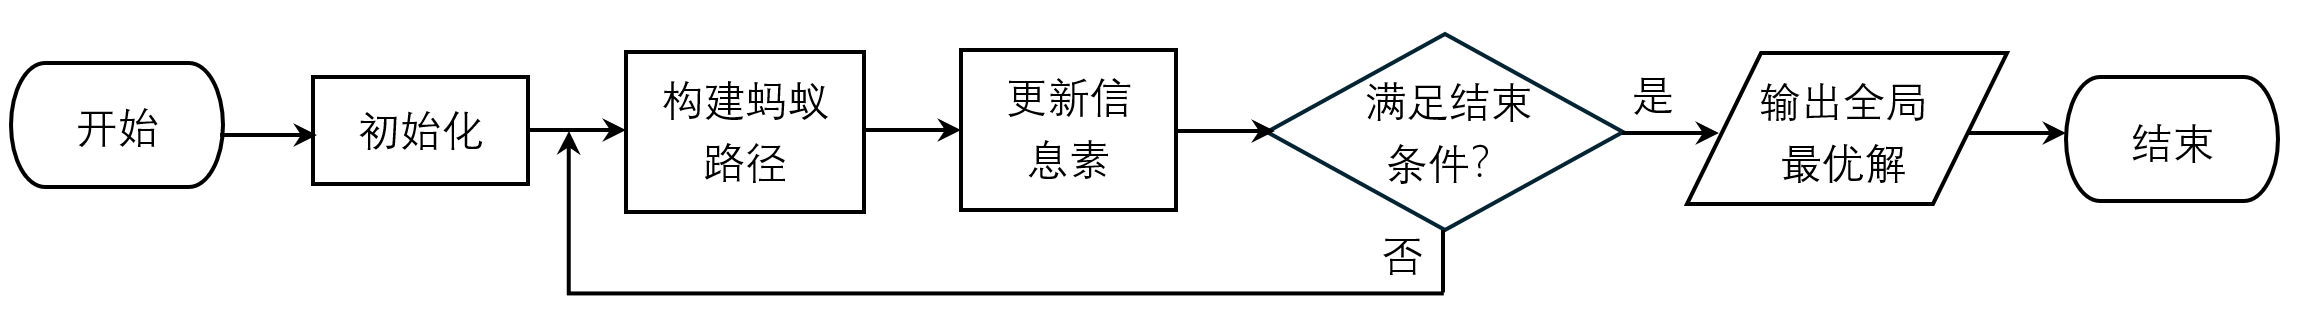 开始
初始化
构建蚂蚁
路径
更新信
息素
满足结束
条件？
是
否
输出全局
最优解
结束